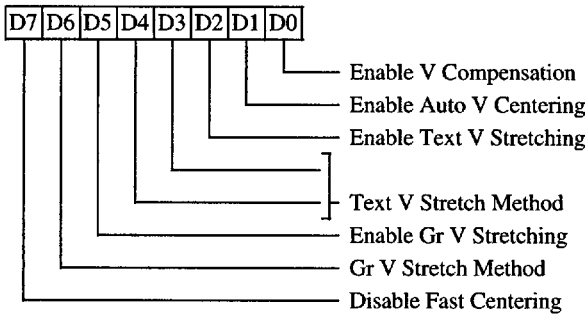 D7 D6 D5 D4 D3 D2 D1 D0
Enable V Compensation
Enable Auto V Centering
Enable Text V Stretching
Text V Stretch Method
Enable Gr V Stretching
Gr V Stretch Method
Disable Fast Centering